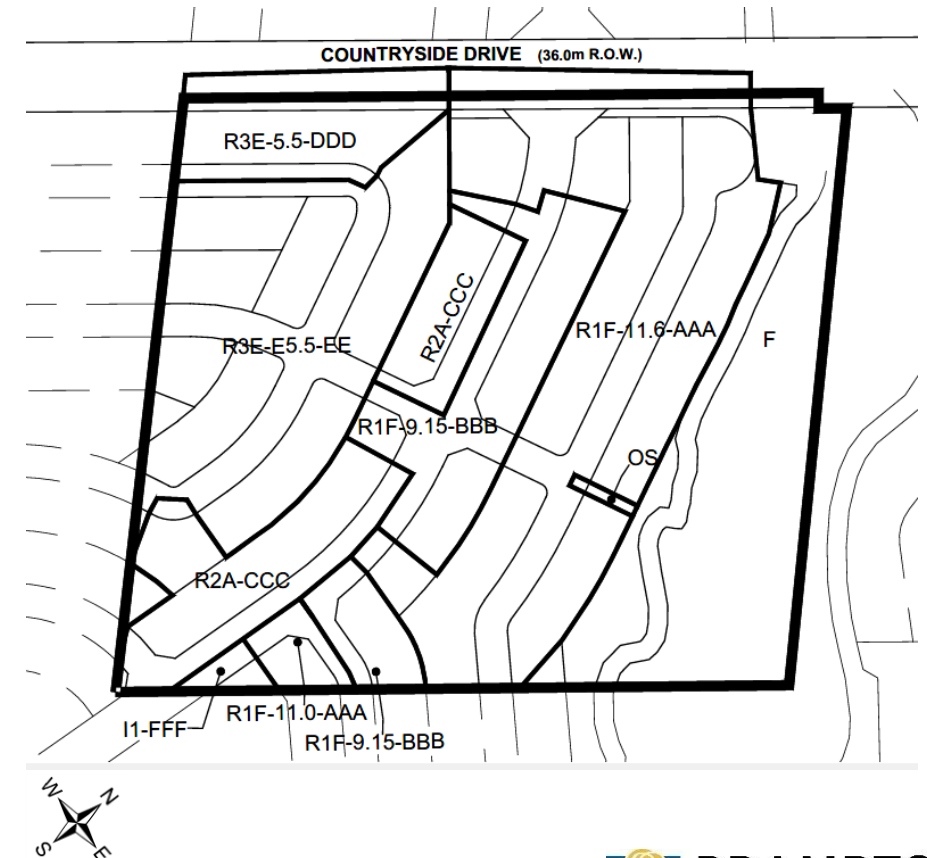 COUNTRYSIDE DRIVE (36.0m R.O.W.)
R3E-5.5-DDD
R2A-CCC
R1F-11.6-AAA
R3E-E5.5-EE
F
R1F-9.15-BBB
OS
R2A-CCC
R1F-11.0-AAA
I1-FFF
R1F-9.15-BBB
W N
S E